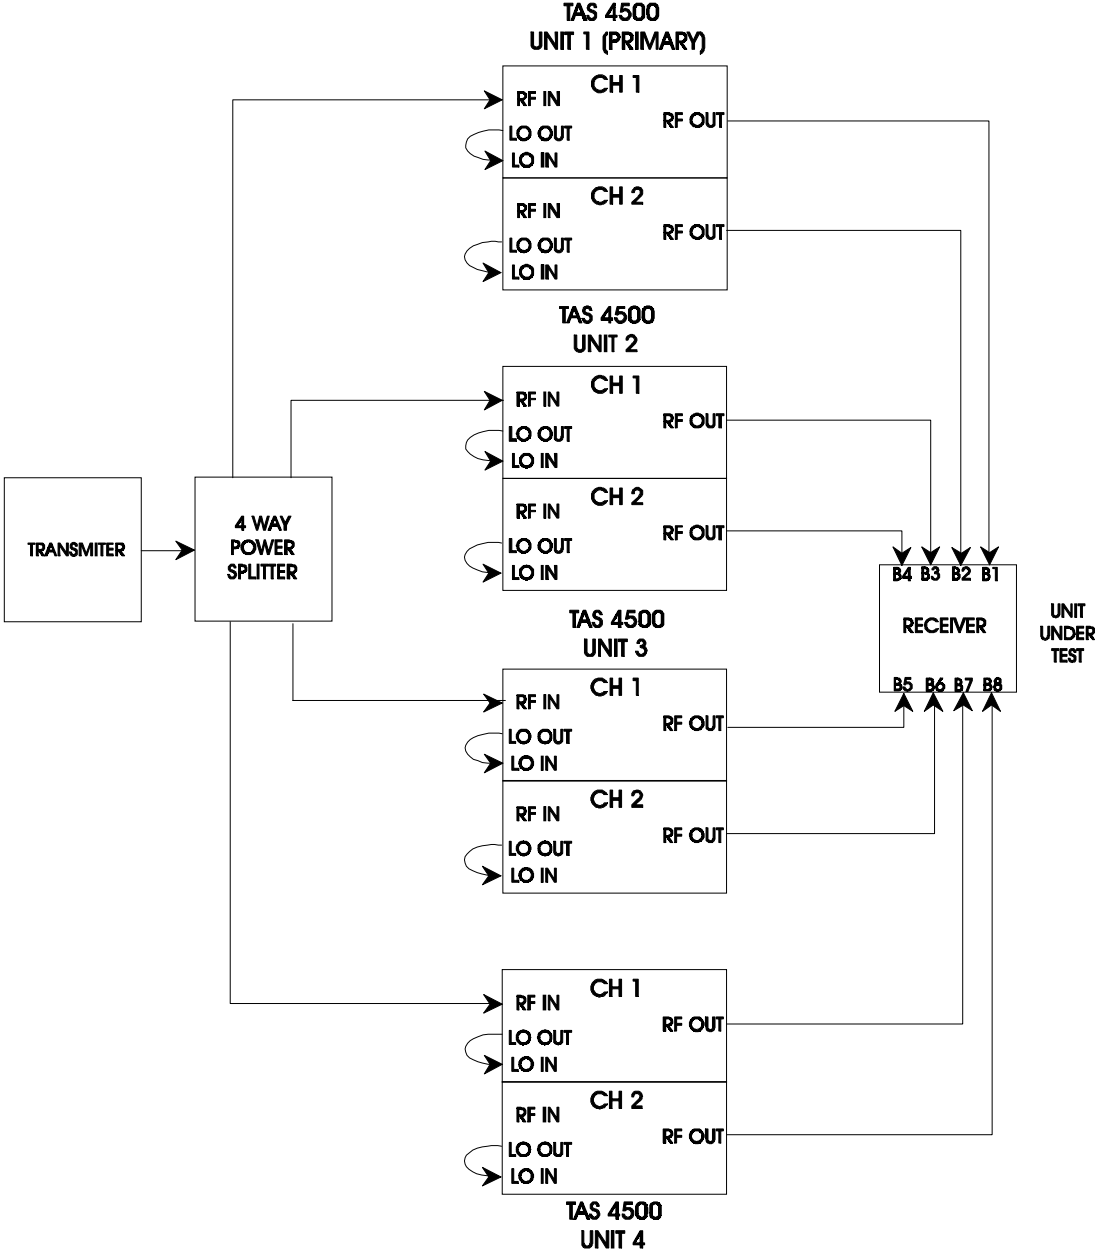 TAS 4500
UNIT 1 (PRIMARY)
CH 1
RF IN
RF OUT
LO OUT
LO IN
CH 2
RF IN
RF OUT
LO OUT
LO IN
TAS 4500
UNIT 2
CH 1
RF IN
RF OUT
LO OUT
LO IN
CH 2
RF IN
RF OUT
LO OUT
LO IN
TRANSMITER
4 WAY
POWER
SPLITTER
B4 B3 B2 B1
RECEIVER
B5 B6 B7 B8
UNIT
UNDER
TEST
TAS 4500
UNIT 3
CH 1
RF IN
RF OUT
LO OUT
LO IN
CH 2
RF IN
RF OUT
LO OUT
LO IN
CH 1
RF IN
RF OUT
LO OUT
LO IN
CH 2
RF IN
RF OUT
LO OUT
LO IN
TAS 4500
UNIT 4